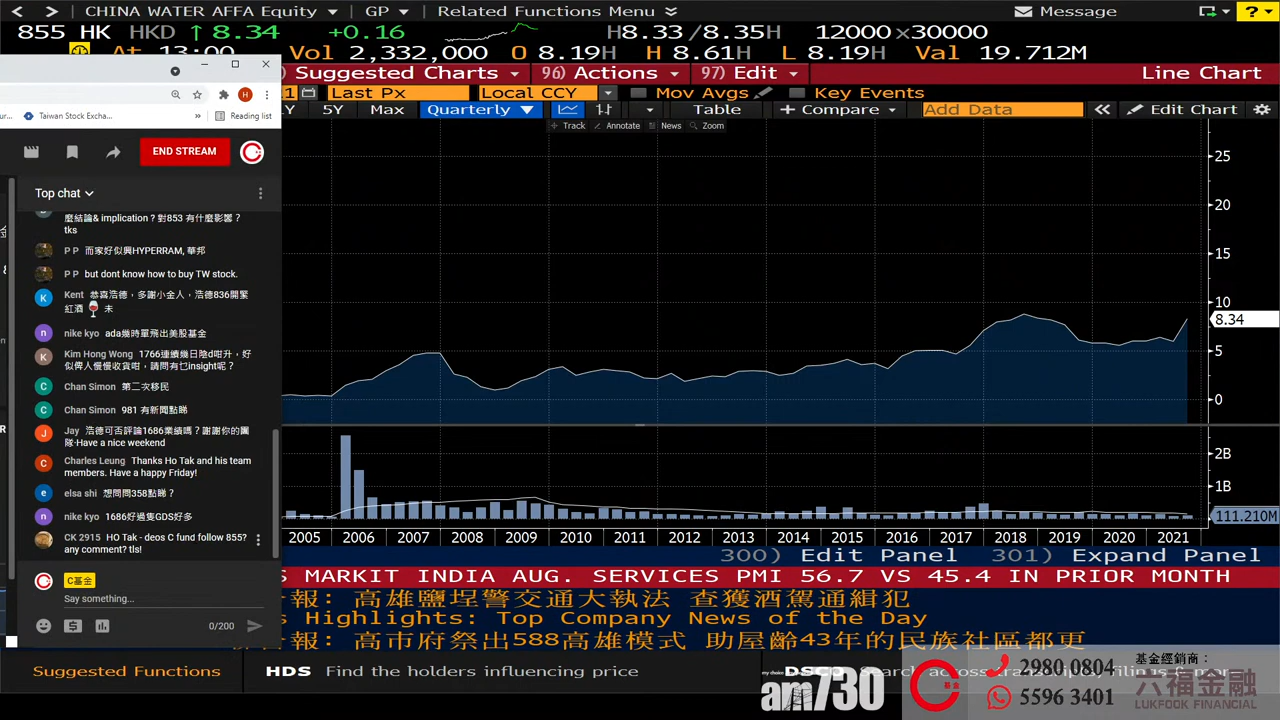 CHINA WATER AFFA Equity
GP
Related Functions Menu
Message
855 HK HKD ↑ 8.34 +0.16
H8.33/8.35H 12000×30000
At 13:00 Vol 2,332,000 O 8.19H H 8.61H L 8.19H Val 19.712M
Suggested Charts 96) Actions 97) Edit Line Chart
Last Px Local CCY Mov Avgs Key Events
5Y Max Quarterly Table + Compare Add Data Edit Chart
Track Annotate News Zoom
Taiwan Stock Excha...
Reading list
END STREAM
Top chat
麼結論& implication ? 對853 有什麼影響 ?
tks
P P 而家好似興HYPERRAM, 華邦
P P but dont know how to buy TW stock.
Kent 恭喜浩德，多謝小金人，浩德836開緊
紅酒🍷未
nike kyo ada幾時單飛出美股基金
Kim Hong Wong 1766連續幾日陰d咁升，好
似俾人慢慢收貨咁，請問有乜insight呢？
Chan Simon 第二次移民
Chan Simon 981 有新聞點睇
Jay 浩德可否評論1686業績嗎？謝謝你的團
隊·Have a nice weekend
Charles Leung Thanks Ho Tak and his team
members. Have a happy Friday!
elsa shi 想問問358點睇？
nike kyo 1686好過隻GDS好多
CK 2915 HO Tak - deos C fund follow 855?
any comment? tls!
C基金
Say something...
0/200
25
20
15
10
8.34
5
0
2B
1B
111.210M
2005 2006 2007 2008 2009 2010 2011 2012 2013 2014 2015 2016 2017 2018 2019 2020 2021
300) Edit Panel 301) Expand Panel
S MARKIT INDIA AUG. SERVICES PMI 56.7 VS 45.4 IN PRIOR MONTH
報: 高雄鹽埕警交通大執法 查獲酒駕通緝犯
s Highlights: Top Company News of the Day
報: 高市府祭出588高雄模式 助屋齡43年的民族社區都更
Suggested Functions HDS Find the holders influencing price
am730
C基金
2980 0804
5596 3401
基金經銷商：
六福金融
LUKFOOK FINANCIAL